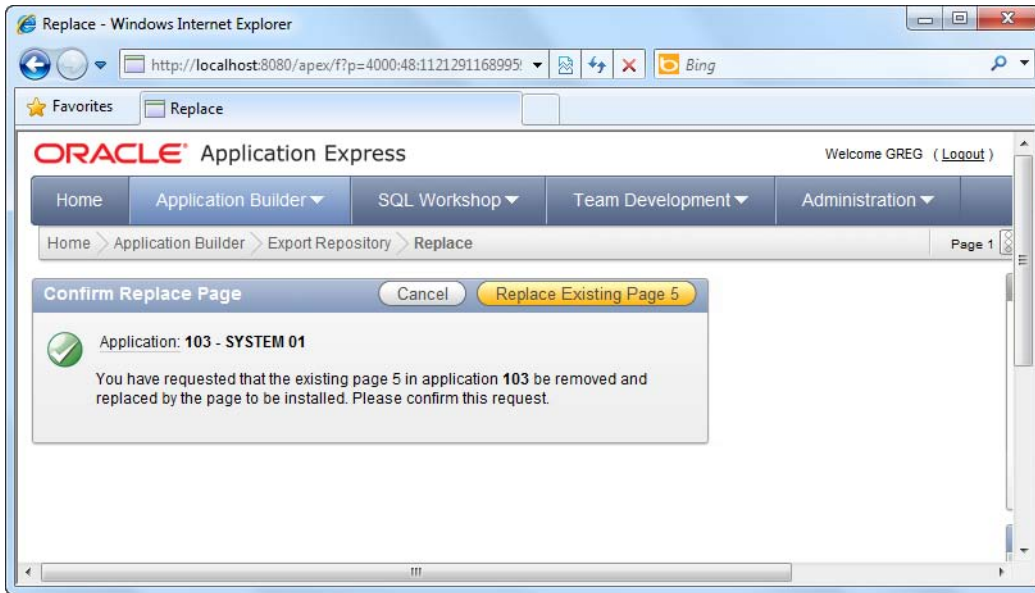 Replace - Windows Internet Explorer
http://localhost:8080/apex/f?p=4000:48:1121291168995
Bing
Favorites
Replace
ORACLE Application Express
Welcome GREG ( Logout )
Home Application Builder SQL Workshop Team Development Administration
Home Application Builder Export Repository Replace Page 1
Confirm Replace Page Cancel Replace Existing Page 5
Application: 103 - SYSTEM 01
You have requested that the existing page 5 in application 103 be removed and
replaced by the page to be installed. Please confirm this request.